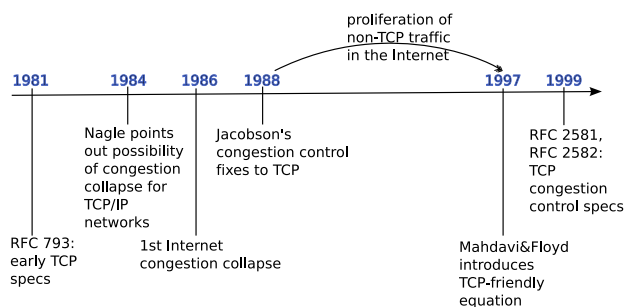 proliferation of
non-TCP traffic
in the Internet
1981 1984 1986 1988 1997 1999
Nagle points
out possibility
of congestion
collapse for
TCP/IP
networks
Jacobson's
congestion control
fixes to TCP
RFC 2581,
RFC 2582:
TCP
congestion
control specs
RFC 793:
early TCP
specs
1st Internet
congestion collapse
Mahdavi&Floyd
introduces
TCP-friendly
equation